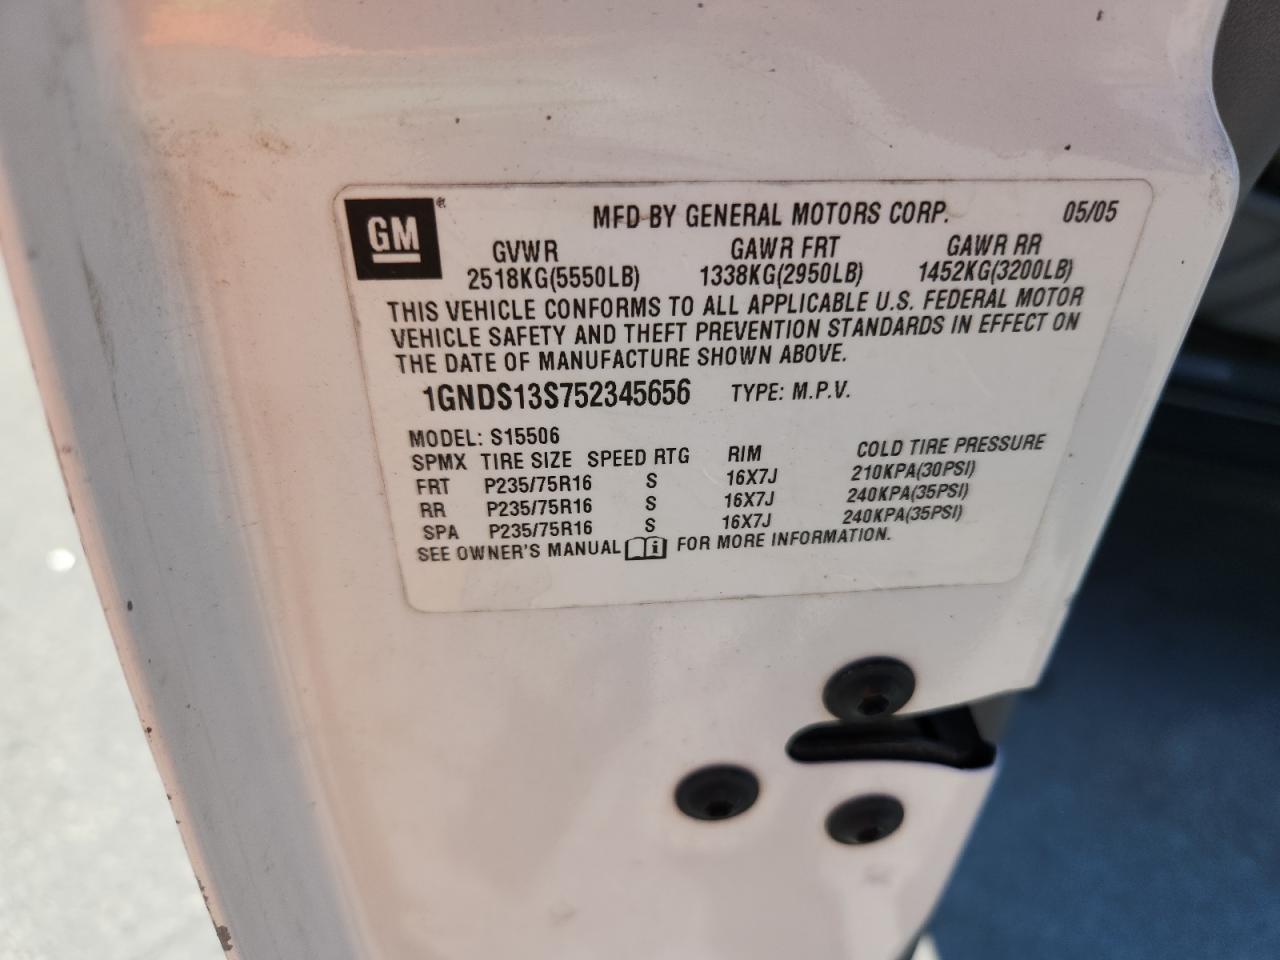 GM®
MFD BY GENERAL MOTORS CORP. 05/05
GVWR GAWR FRT GAWR RR
2518KG(5550LB) 1338KG(2950LB) 1452KG(3200LB)
THIS VEHICLE CONFORMS TO ALL APPLICABLE U.S. FEDERAL MOTOR
VEHICLE SAFETY AND THEFT PREVENTION STANDARDS IN EFFECT ON
THE DATE OF MANUFACTURE SHOWN ABOVE.
1GNDS13S752345656 TYPE: M.P.V.
MODEL: S15506
SPMX TIRE SIZE SPEED RTG RIM COLD TIRE PRESSURE
FRT P235/75R16 S 16X7J 210KPA(30PSI)
RR P235/75R16 S 16X7J 240KPA(35PSI)
SPA P235/75R16 S 16X7J 240KPA(35PSI)
SEE OWNER'S MANUAL i FOR MORE INFORMATION.